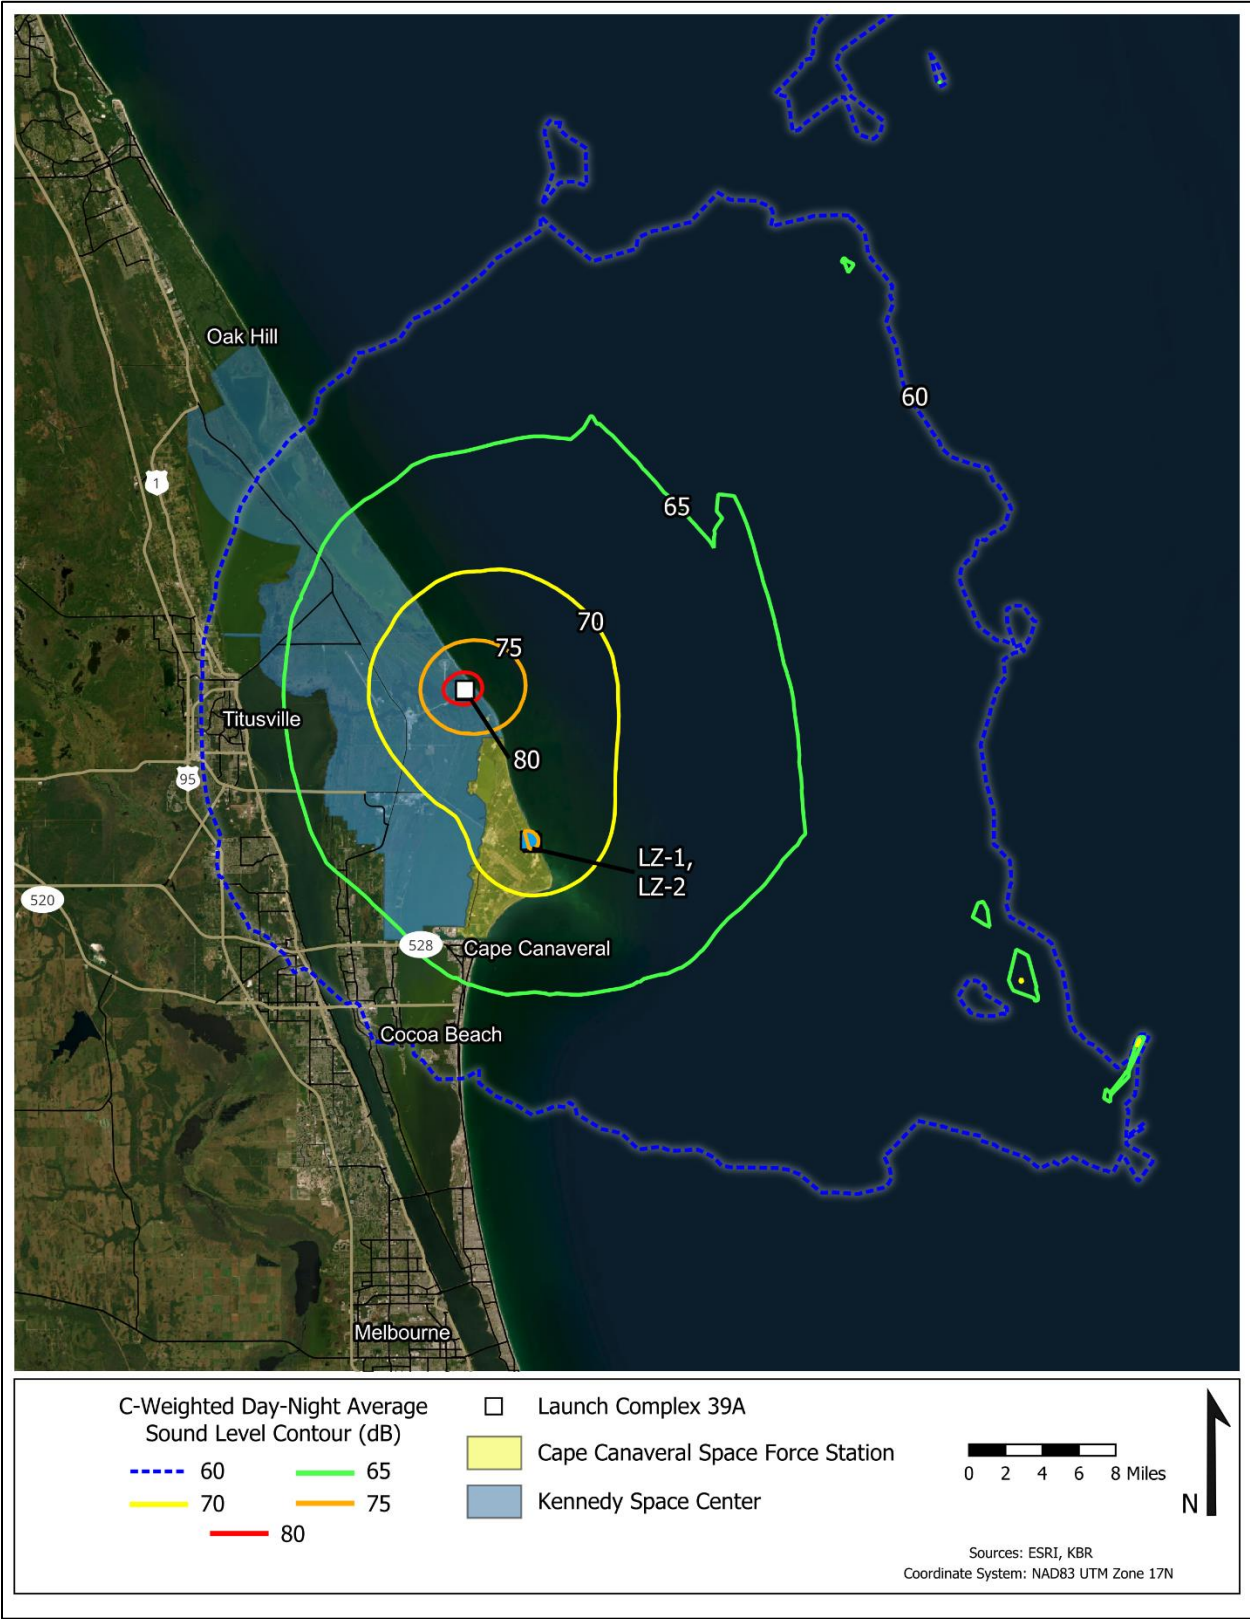 Oak Hill
60
1
65
70
75
Titusville
80
95
LZ-1,
LZ-2
520
528
Cape Canaveral
Cocoa Beach
Melbourne
C-Weighted Day-Night Average
Sound Level Contour (dB)
60
65
70
75
80
Launch Complex 39A
Cape Canaveral Space Force Station
Kennedy Space Center
0 2 4 6 8 Miles
N
Sources: ESRI, KBR
Coordinate System: NAD83 UTM Zone 17N